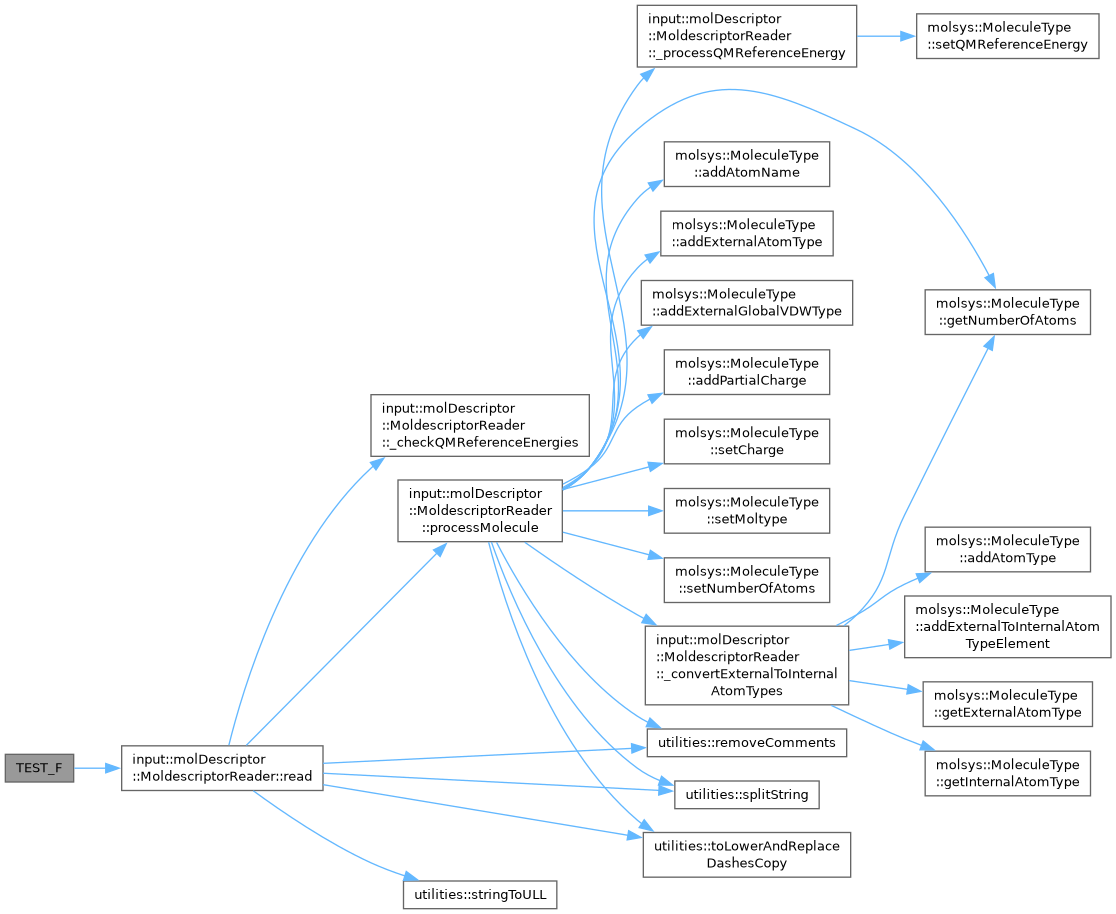 input::molDescriptor
::MoldescriptorReader
::_processQMReferenceEnergy
molsys::MoleculeType
::setQMReferenceEnergy
molsys::MoleculeType
::addAtomName
molsys::MoleculeType
::addExternalAtomType
molsys::MoleculeType
::addExternalGlobalVDWType
molsys::MoleculeType
::getNumberOfAtoms
molsys::MoleculeType
::addPartialCharge
input::molDescriptor
::MoldescriptorReader
::_checkQMReferenceEnergies
molsys::MoleculeType
::setCharge
input::molDescriptor
::MoldescriptorReader
::processMolecule
molsys::MoleculeType
::setMoltype
molsys::MoleculeType
::addAtomType
molsys::MoleculeType
::setNumberOfAtoms
molsys::MoleculeType
::addExternalToInternalAtom
TypeElement
input::molDescriptor
::MoldescriptorReader
::_convertExternalToInternal
AtomTypes
molsys::MoleculeType
::getExternalAtomType
utilities::removeComments
TEST_F
input::molDescriptor
::MoldescriptorReader::read
molsys::MoleculeType
::getInternalAtomType
utilities::splitString
utilities::toLowerAndReplace
DashesCopy
utilities::stringToULL